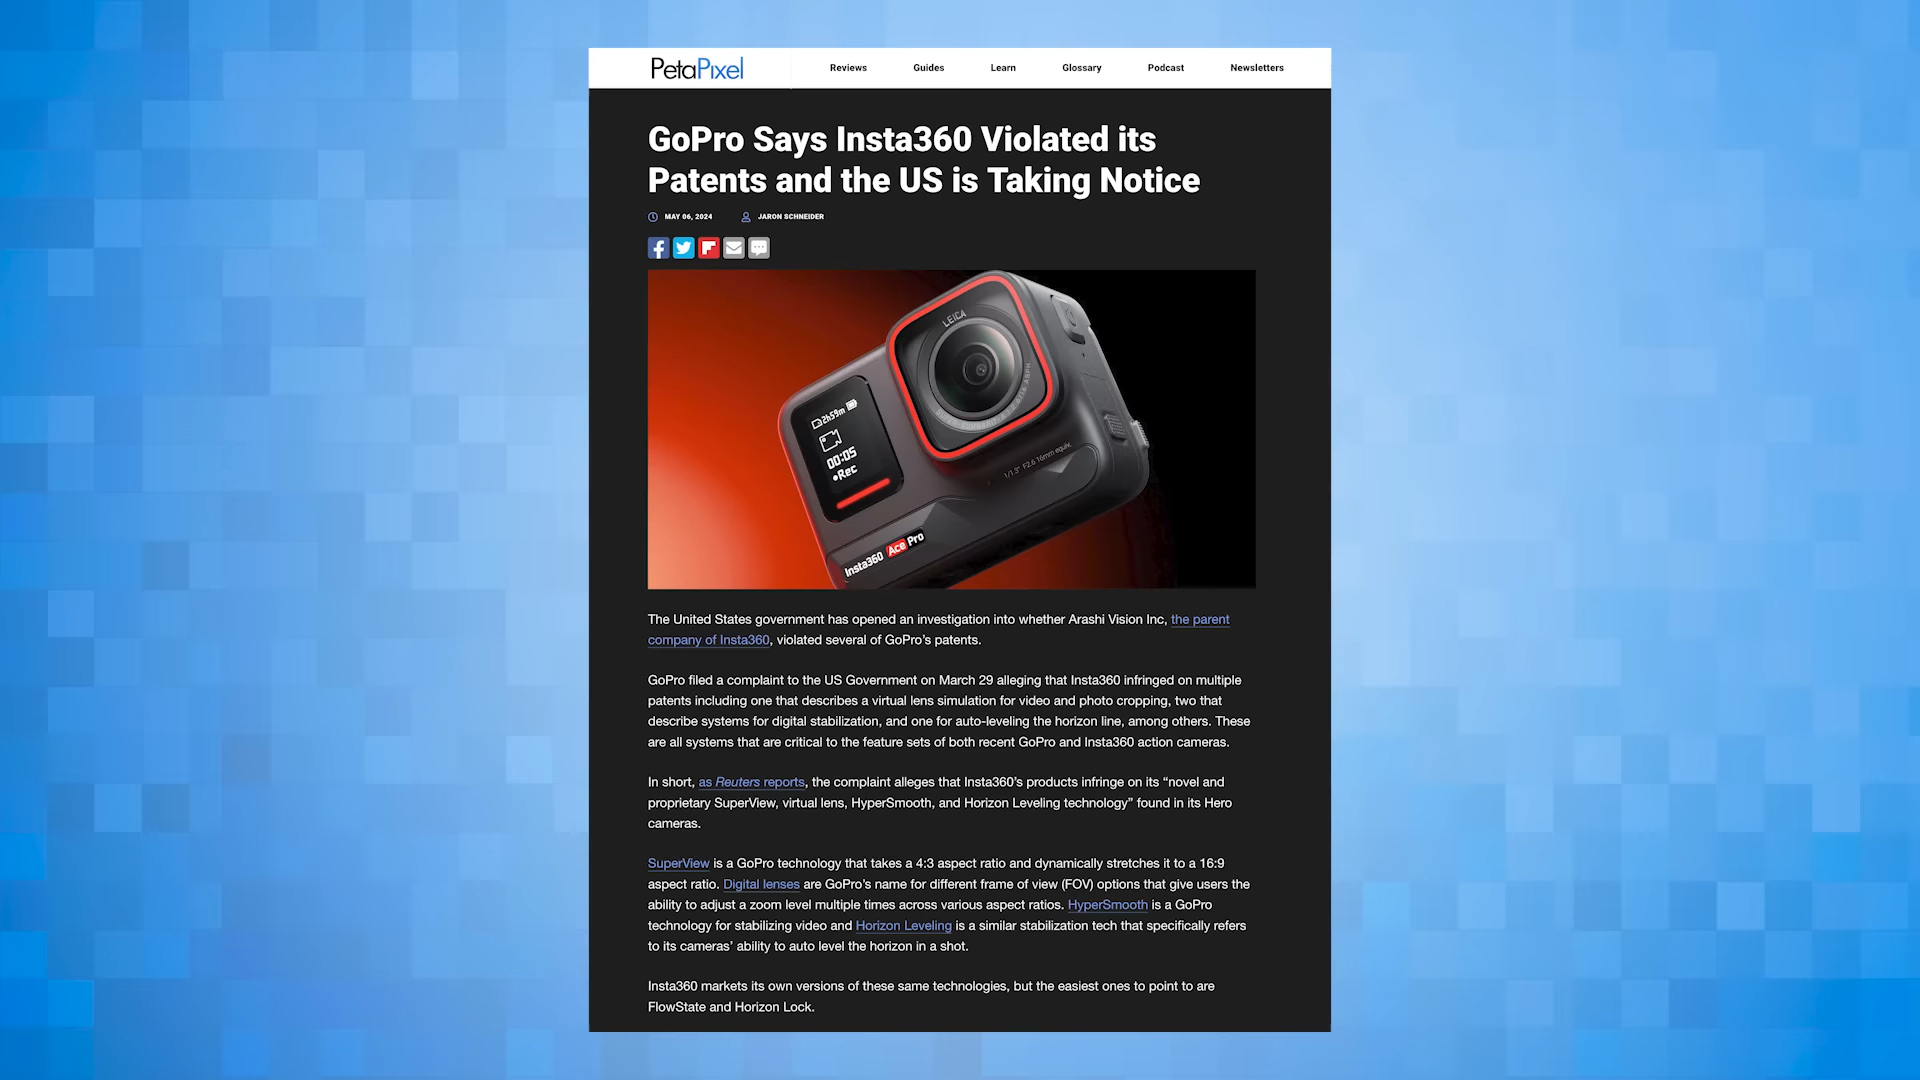 PetaPixel
Reviews Guides Learn Glossary Podcast Newsletters
GoPro Says Insta360 Violated its
Patents and the US is Taking Notice
MAY 06, 2024 JARON SCHNEIDER
LEICA
2h59m
00:05
Rec
1/1.3" F2.6 16mm equiv.
Insta360 Ace Pro
The United States government has opened an investigation into whether Arashi Vision Inc, the parent
company of Insta360, violated several of GoPro's patents.
GoPro filed a complaint to the US Government on March 29 alleging that Insta360 infringed on multiple
patents including one that describes a virtual lens simulation for video and photo cropping, two that
describe systems for digital stabilization, and one for auto-leveling the horizon line, among others. These
are all systems that are critical to the feature sets of both recent GoPro and Insta360 action cameras.
In short, as Reuters reports, the complaint alleges that Insta360's products infringe on its “novel and
proprietary SuperView, virtual lens, HyperSmooth, and Horizon Leveling technology” found in its Hero
cameras.
SuperView is a GoPro technology that takes a 4:3 aspect ratio and dynamically stretches it to a 16:9
aspect ratio. Digital lenses are GoPro's name for different frame of view (FOV) options that give users the
ability to adjust a zoom level multiple times across various aspect ratios. HyperSmooth is a GoPro
technology for stabilizing video and Horizon Leveling is a similar stabilization tech that specifically refers
to its cameras' ability to auto level the horizon in a shot.
Insta360 markets its own versions of these same technologies, but the easiest ones to point to are
FlowState and Horizon Lock.